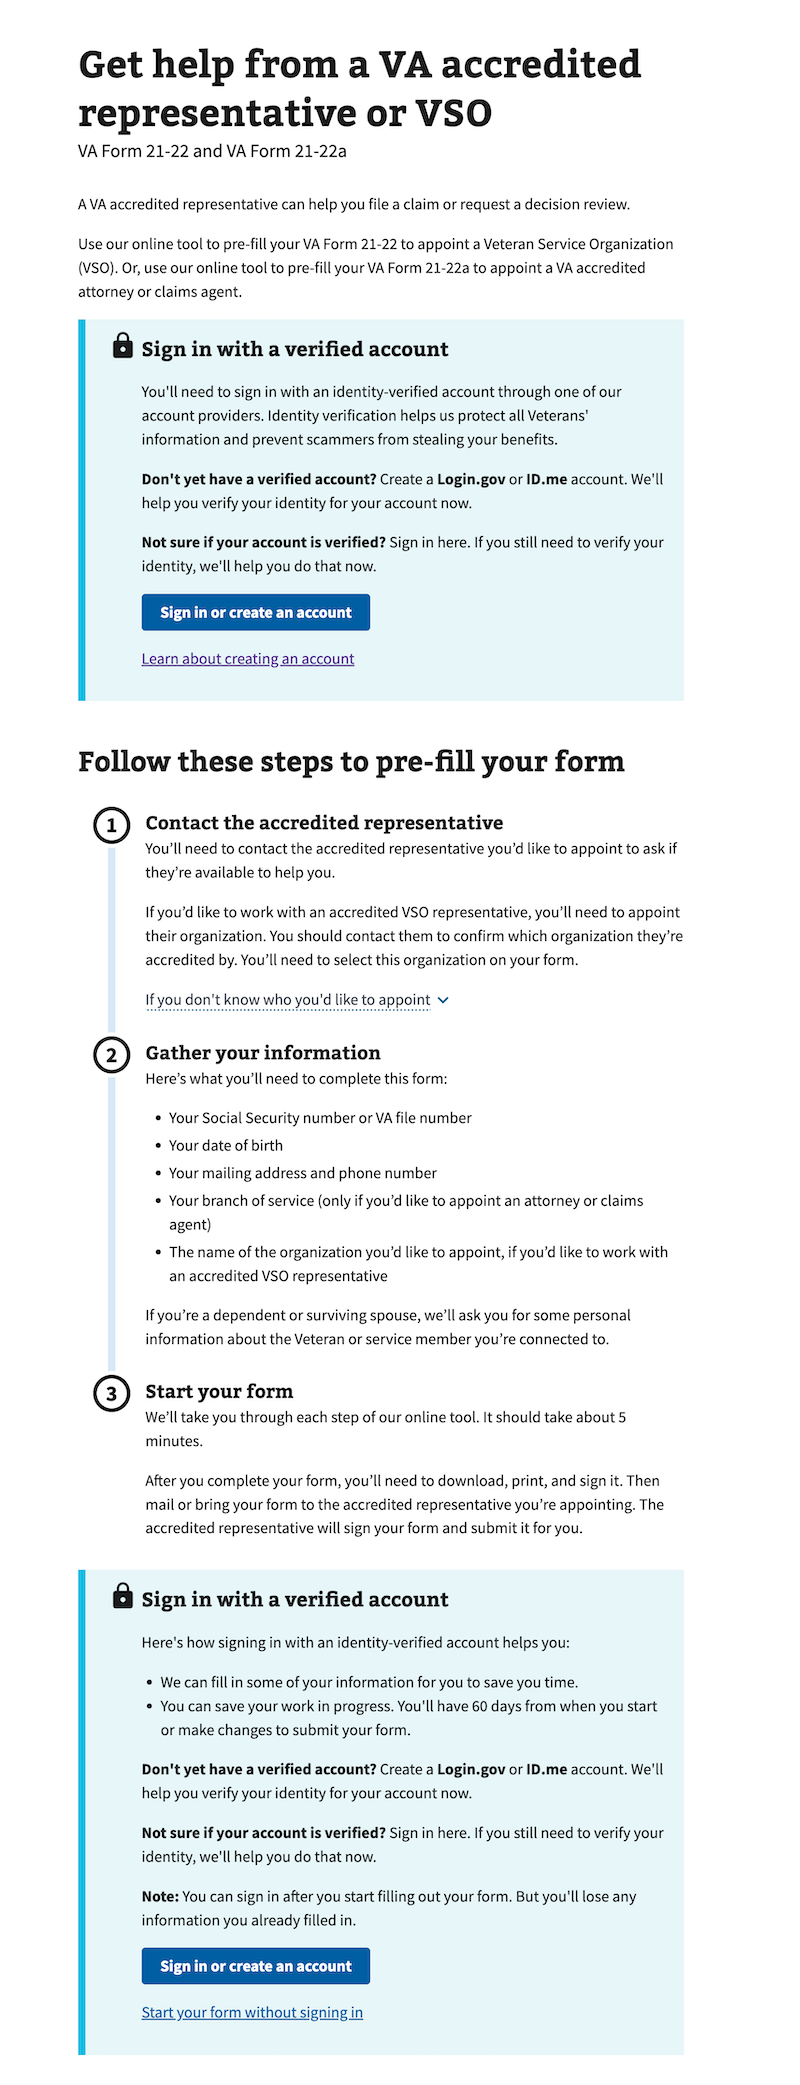 Get help from a VA accredited
representative or VSO
VA Form 21-22 and VA Form 21-22a
A VA accredited representative can help you file a claim or request a decision review.
Use our online tool to pre-fill your VA Form 21-22 to appoint a Veteran Service Organization
(VSO). Or, use our online tool to pre-fill your VA Form 21-22a to appoint a VA accredited
attorney or claims agent.
Sign in with a verified account
You'll need to sign in with an identity-verified account through one of our
account providers. Identity verification helps us protect all Veterans'
information and prevent scammers from stealing your benefits.
Don't yet have a verified account? Create a Login.gov or ID.me account. We'll
help you verify your identity for your account now.
Not sure if your account is verified? Sign in here. If you still need to verify your
identity, we'll help you do that now.
Sign in or create an account
Learn about creating an account
Follow these steps to pre-fill your form
1 Contact the accredited representative
You’ll need to contact the accredited representative you’d like to appoint to ask if
they’re available to help you.
If you’d like to work with an accredited VSO representative, you’ll need to appoint
their organization. You should contact them to confirm which organization they’re
accredited by. You’ll need to select this organization on your form.
If you don't know who you'd like to appoint
2 Gather your information
Here’s what you’ll need to complete this form:
• Your Social Security number or VA file number
• Your date of birth
• Your mailing address and phone number
• Your branch of service (only if you’d like to appoint an attorney or claims
agent)
• The name of the organization you’d like to appoint, if you’d like to work with
an accredited VSO representative
If you’re a dependent or surviving spouse, we’ll ask you for some personal
information about the Veteran or service member you’re connected to.
3 Start your form
We’ll take you through each step of our online tool. It should take about 5
minutes.
After you complete your form, you’ll need to download, print, and sign it. Then
mail or bring your form to the accredited representative you’re appointing. The
accredited representative will sign your form and submit it for you.
Sign in with a verified account
Here's how signing in with an identity-verified account helps you:
• We can fill in some of your information for you to save you time.
• You can save your work in progress. You'll have 60 days from when you start
or make changes to submit your form.
Don't yet have a verified account? Create a Login.gov or ID.me account. We'll
help you verify your identity for your account now.
Not sure if your account is verified? Sign in here. If you still need to verify your
identity, we'll help you do that now.
Note: You can sign in after you start filling out your form. But you'll lose any
information you already filled in.
Sign in or create an account
Start your form without signing in